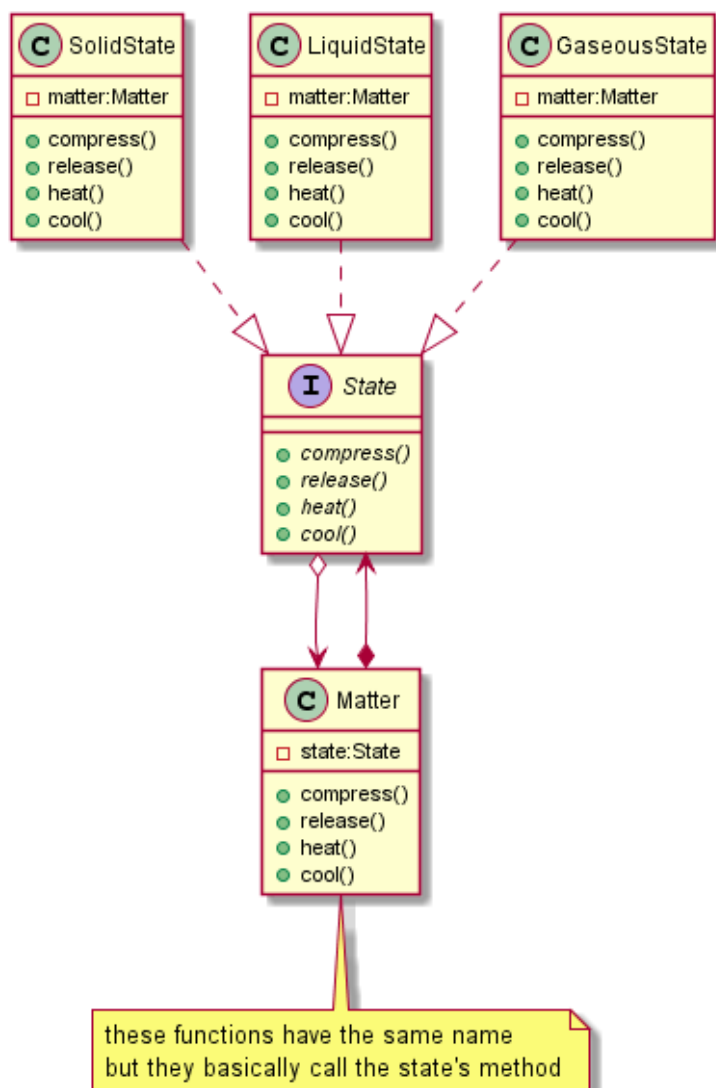 C SolidState
matter:Matter
compress()
release()
heat()
cool()
C LiquidState
matter:Matter
compress()
release()
heat()
cool()
C GaseousState
matter:Matter
compress()
release()
heat()
cool()
I State
compress()
release()
heat()
cool()
C Matter
state:State
compress()
release()
heat()
cool()
these functions have the same name
but they basically call the state's method